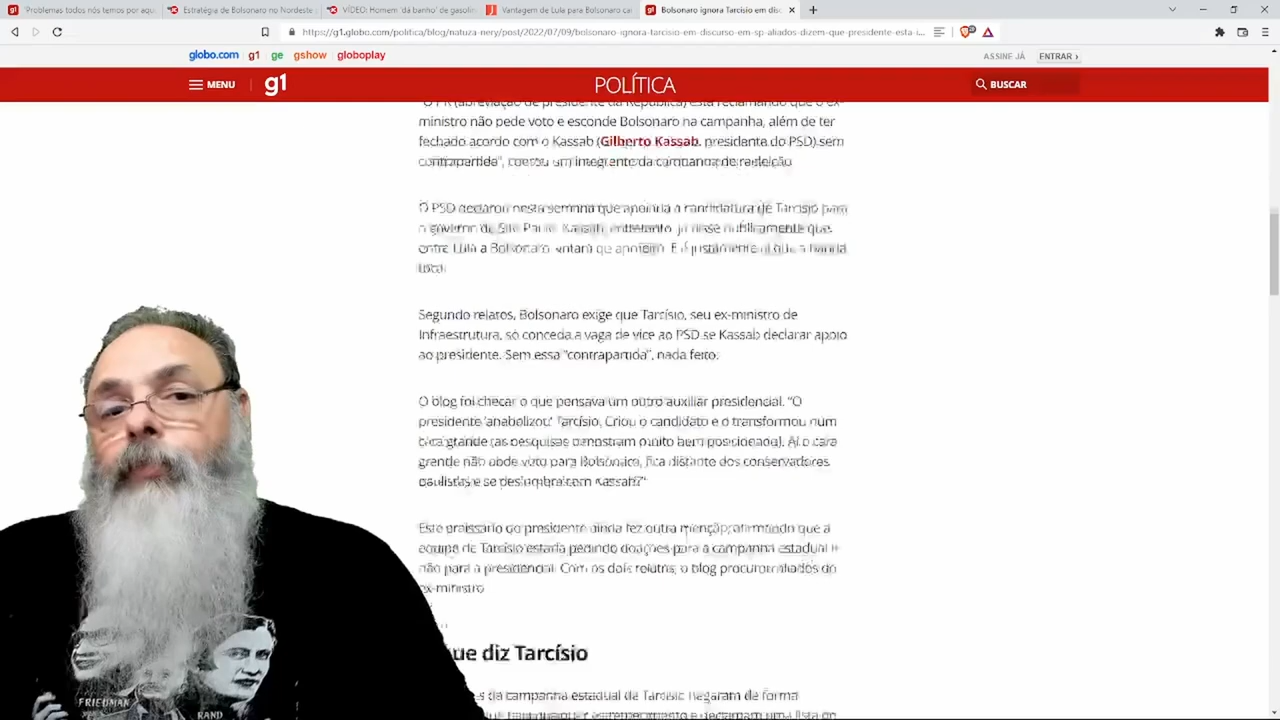 "Problemas todos nós temos por aqu
Estratégia de Bolsonaro no Nordeste
VÍDEO: Homem 'dá banho' de gasolin
Vantagem de Lula para Bolsonaro ca
Bolsonaro ignora Tarcísio em disc
https://g1.globo.com/politica/blog/natuza-nery/post/2022/07/09/bolsonaro-ignora-tarcisio-em-discurso-em-sp-aliados-dizem-que-presidente-esta-i...
globo.com g1 ge gshow globoplay
ASSINE JÁ ENTRAR ›
MENU g1 POLÍTICA BUSCAR
"O PR (abreviação de presidente da República) está reclamando que o ex-
ministro não pede voto e esconde Bolsonaro na campanha, além de ter
fechado acordo com o Kassab (Gilberto Kassab, presidente do PSD) sem
contrapartida", contou um integrante da campanha da reeleição
O PSD declarou nesta semana que apoiaria a candidatura de Tarcísio para
o governo de São Paulo. Kassab, entretanto, já disse publicamente que,
entre Lula e Bolsonaro, que justamente o que a
Segundo relatos, Bolsonaro exige que Tarcísio, seu ex-ministro de
Infraestrutura, só conceda a vaga de vice ao PSD se Kassab declarar apoio
ao presidente. Sem essa "contrapartida", nada feito.
O blog foi checar o que pensava um outro auxiliar presidencial. "O
presidente 'anabolizou' Tarcísio. Criou o candidato e o transformou num
cara grande (as pesquisas demostram muito bem posicionado). Aí o cara
grande não pede voto para Bolsonaro, fica distante dos conservadores
paulistas e se deslumbra com Kassab?"
Este emissário do presidente ainda fez outra menção, afirmando que a
equipe de Tarcísio estaria pedindo doações para a campanha estadual e
não para a presidencial. Com os dois relatos, o blog procurou aliados do
ex-ministro
ue diz Tarcísio
s da campanha estadual de Tarcísio negaram de forma
FRIEDMAN
RAND